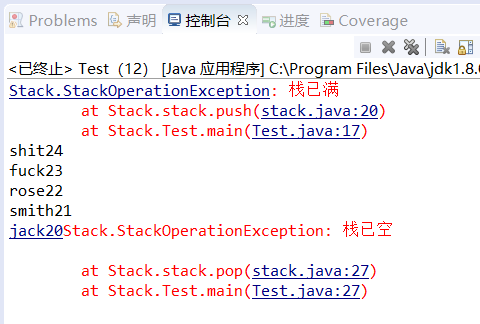 Problems 声明 控制台 进度 Coverage
<已终止> Test（12） [Java 应用程序] C:\Program Files\Java\jdk1.8.
Stack.StackOperationException: 栈已满
at Stack.stack.push(stack.java:20)
at Stack.Test.main(Test.java:17)
shit24
fuck23
rose22
smith21
jack20Stack.StackOperationException: 栈已空
at Stack.stack.pop(stack.java:27)
at Stack.Test.main(Test.java:27)